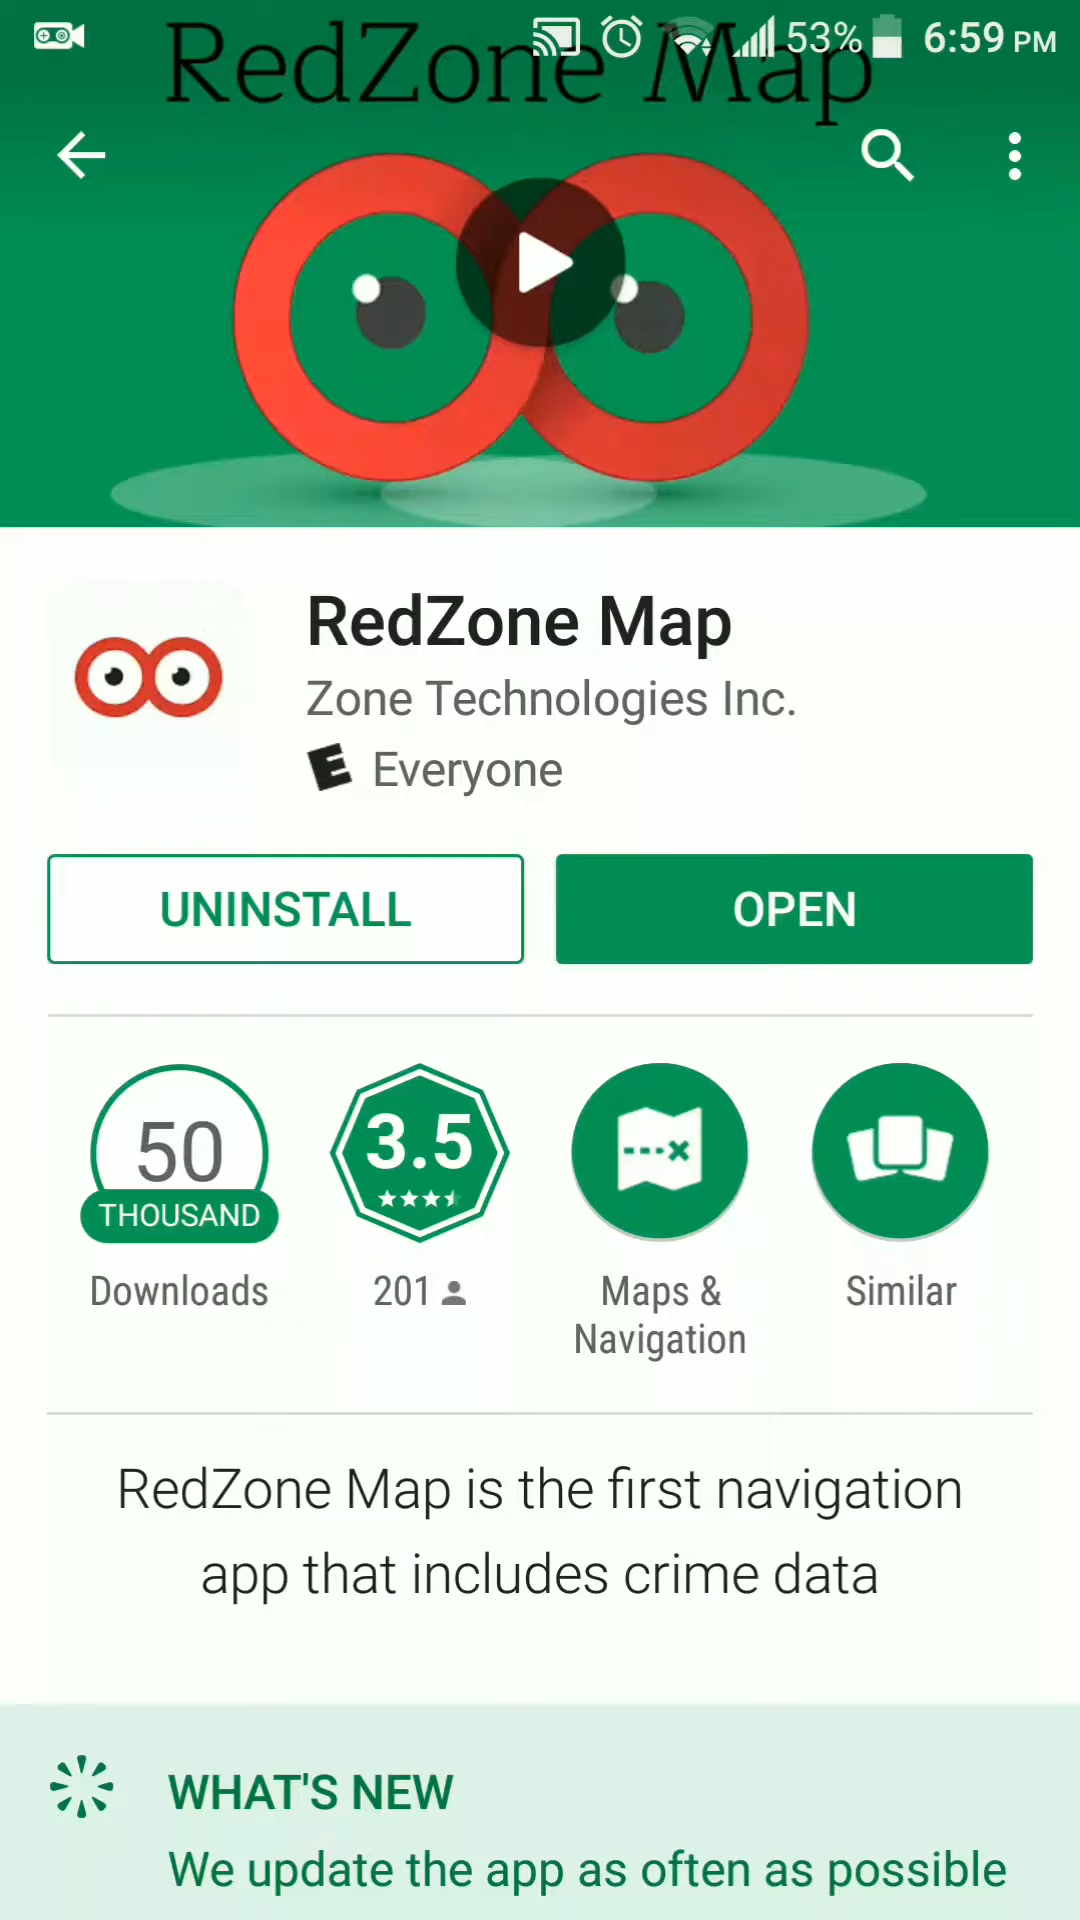 53% 6:59 PM
RedZone Map
RedZone Map
Zone Technologies Inc.
E Everyone
UNINSTALL
OPEN
50
THOUSAND
3.5
Downloads
201
Maps &
Navigation
Similar
RedZone Map is the first navigation
app that includes crime data
WHAT'S NEW
We update the app as often as possible